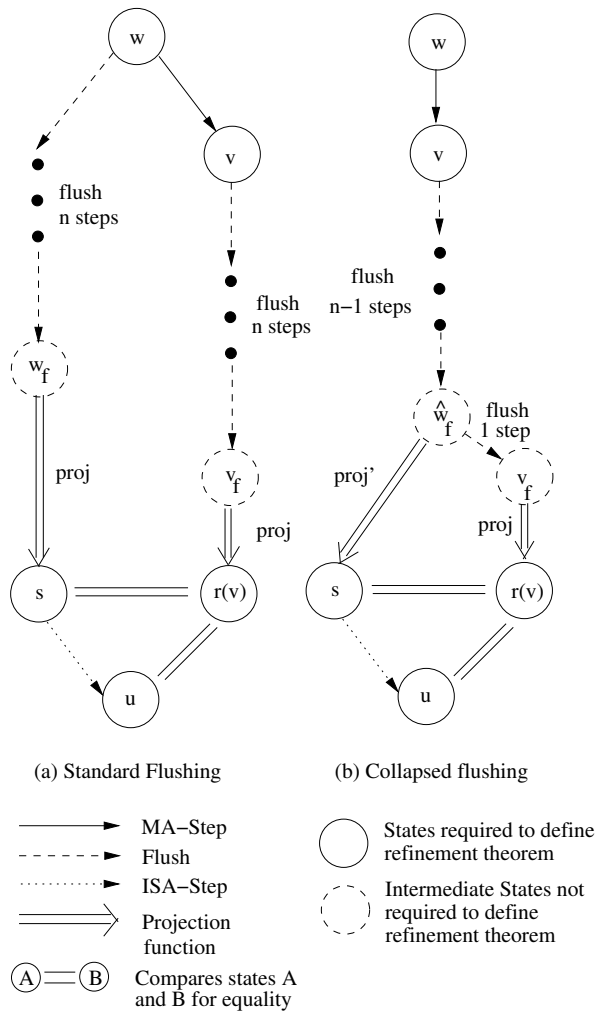 w
w
v
v
flush
n steps
flush
n steps
flush
n−1 steps
w
f
ŵ
f
flush
1 step
v
f
v
f
proj
proj
proj’
proj
s
r(v)
s
r(v)
u
u
(a) Standard Flushing
(b) Collapsed flushing
MA−Step
Flush
ISA−Step
Projection
function
A
B
Compares states A
and B for equality
States required to define
refinement theorem
Intermediate States not
required to define
refinement theorem